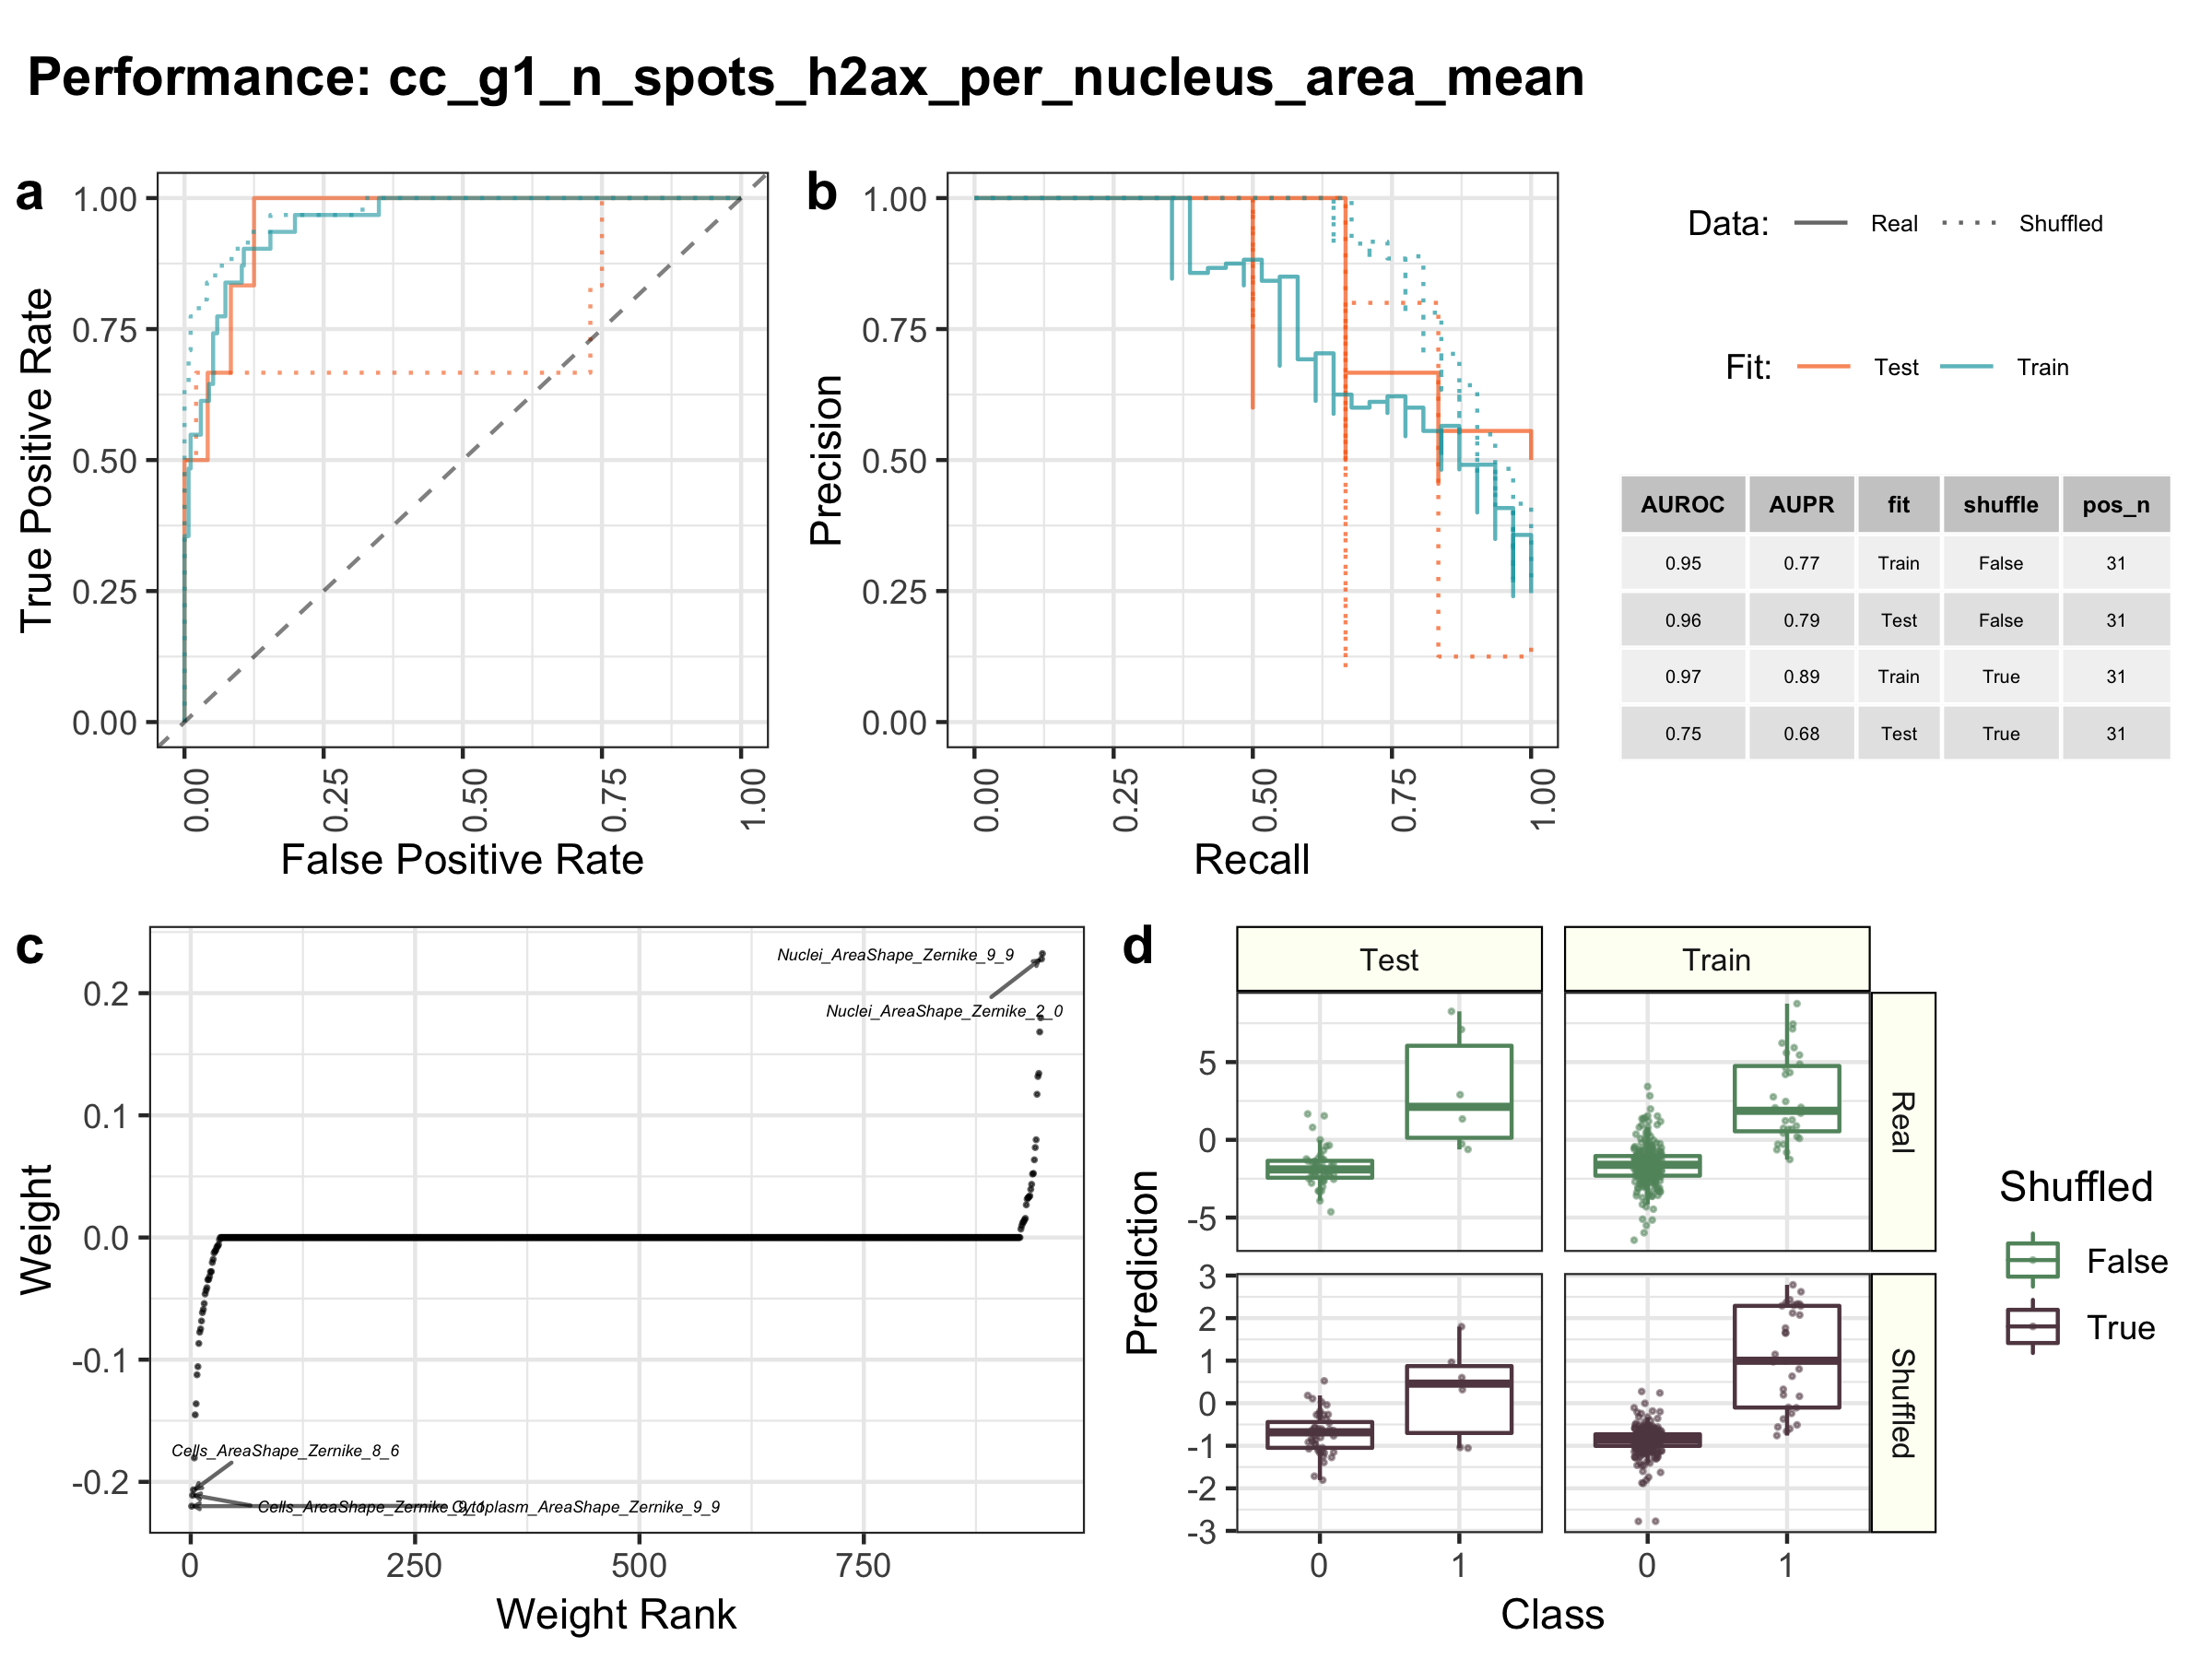 Performance: cc_g1_n_spots_h2ax_per_nucleus_area_mean
a
1.00
0.75
0.50
0.25
0.00
True Positive Rate
0.00
0.25
0.50
0.75
1.00
False Positive Rate
b
1.00
0.75
0.50
0.25
0.00
Precision
0.00
0.25
0.50
0.75
1.00
Recall
Data: Real Shuffled
Fit: Test Train
AUROC AUPR fit shuffle pos_n
0.95 0.77 Train False 31
0.96 0.79 Test False 31
0.97 0.89 Train True 31
0.75 0.68 Test True 31
c
0.2
0.1
0.0
-0.1
-0.2
Weight
Nuclei_AreaShape_Zernike_9_9
Nuclei_AreaShape_Zernike_2_0
Cells_AreaShape_Zernike_8_6
Cells_AreaShape_Zernike_9_1
Cytoplasm_AreaShape_Zernike_9_9
0
250
500
750
Weight Rank
d
Test
Train
5
0
-5
Real
3
2
1
0
-1
-2
-3
Shuffled
Prediction
0
1
0
1
Class
Shuffled
False
True